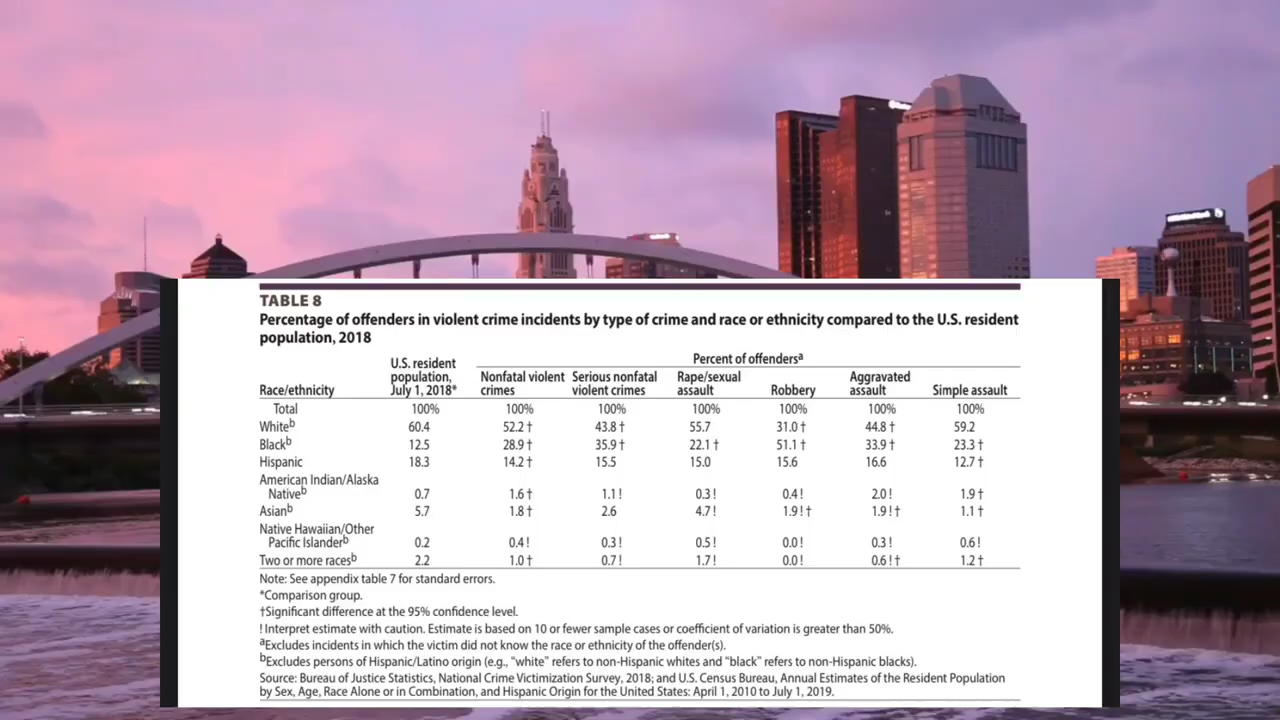 TABLE 8
Percentage of offenders in violent crime incidents by type of crime and race or ethnicity compared to the U.S. resident
population, 2018
Percent of offendersᵃ
U.S. resident
population, Nonfatal violent Serious nonfatal Rape/sexual Aggravated
Race/ethnicity July 1, 2018* crimes violent crimes assault Robbery assault Simple assault
Total 100% 100% 100% 100% 100% 100% 100%
Whiteᵇ 60.4 52.2 † 43.8 † 55.7 31.0 † 44.8 † 59.2
Blackᵇ 12.5 28.9 † 35.9 † 22.1 † 51.1 † 33.9 † 23.3 †
Hispanic 18.3 14.2 † 15.5 15.0 15.6 16.6 12.7 †
American Indian/Alaska
Nativeᵇ 0.7 1.6 † 1.1 ! 0.3 ! 0.4 ! 2.0 ! 1.9 †
Asianᵇ 5.7 1.8 † 2.6 4.7 ! 1.9 ! † 1.9 ! † 1.1 †
Native Hawaiian/Other
Pacific Islanderᵇ 0.2 0.4 ! 0.3 ! 0.5 ! 0.0 ! 0.3 ! 0.6 !
Two or more racesᵇ 2.2 1.0 † 0.7 ! 1.7 ! 0.0 ! 0.6 ! † 1.2 †
Note: See appendix table 7 for standard errors.
*Comparison group.
†Significant difference at the 95% confidence level.
! Interpret estimate with caution. Estimate is based on 10 or fewer sample cases or coefficient of variation is greater than 50%.
ᵃExcludes incidents in which the victim did not know the race or ethnicity of the offender(s).
ᵇExcludes persons of Hispanic/Latino origin (e.g., “white” refers to non-Hispanic whites and “black” refers to non-Hispanic blacks).
Source: Bureau of Justice Statistics, National Crime Victimization Survey, 2018; and U.S. Census Bureau, Annual Estimates of the Resident Population
by Sex, Age, Race Alone or in Combination, and Hispanic Origin for the United States: April 1, 2010 to July 1, 2019.